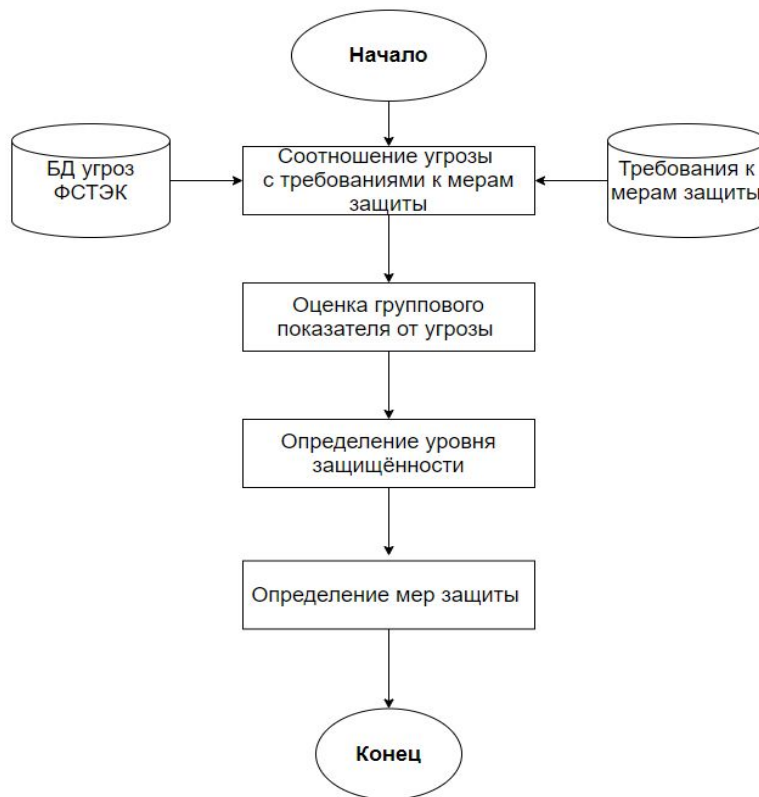 Начало
БД угроз
ФСТЭК
Соотношение угрозы
с требованиями к мерам
защиты
Требования к
мерам защиты
Оценка группового
показателя от угрозы
Определение уровня
защищённости
Определение мер защиты
Конец